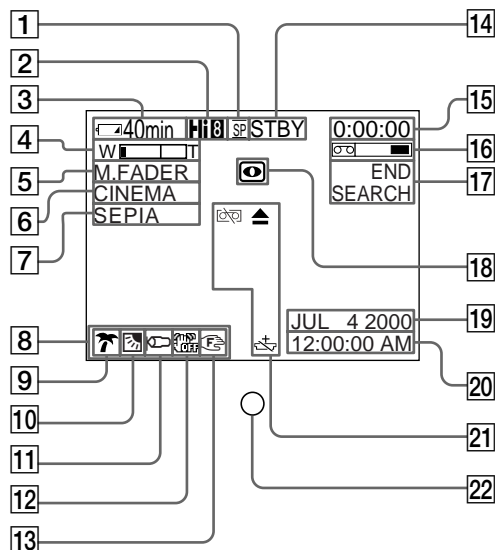 1
2
3
4
5
6
7
8
9
10
11
12
13
14
15
16
17
18
19
20
21
22
40min Hi8 SP STBY 0:00:00
W T
M.FADER
CINEMA
SEPIA
END
SEARCH
OFF
F
JUL 4 2000
12:00:00 AM